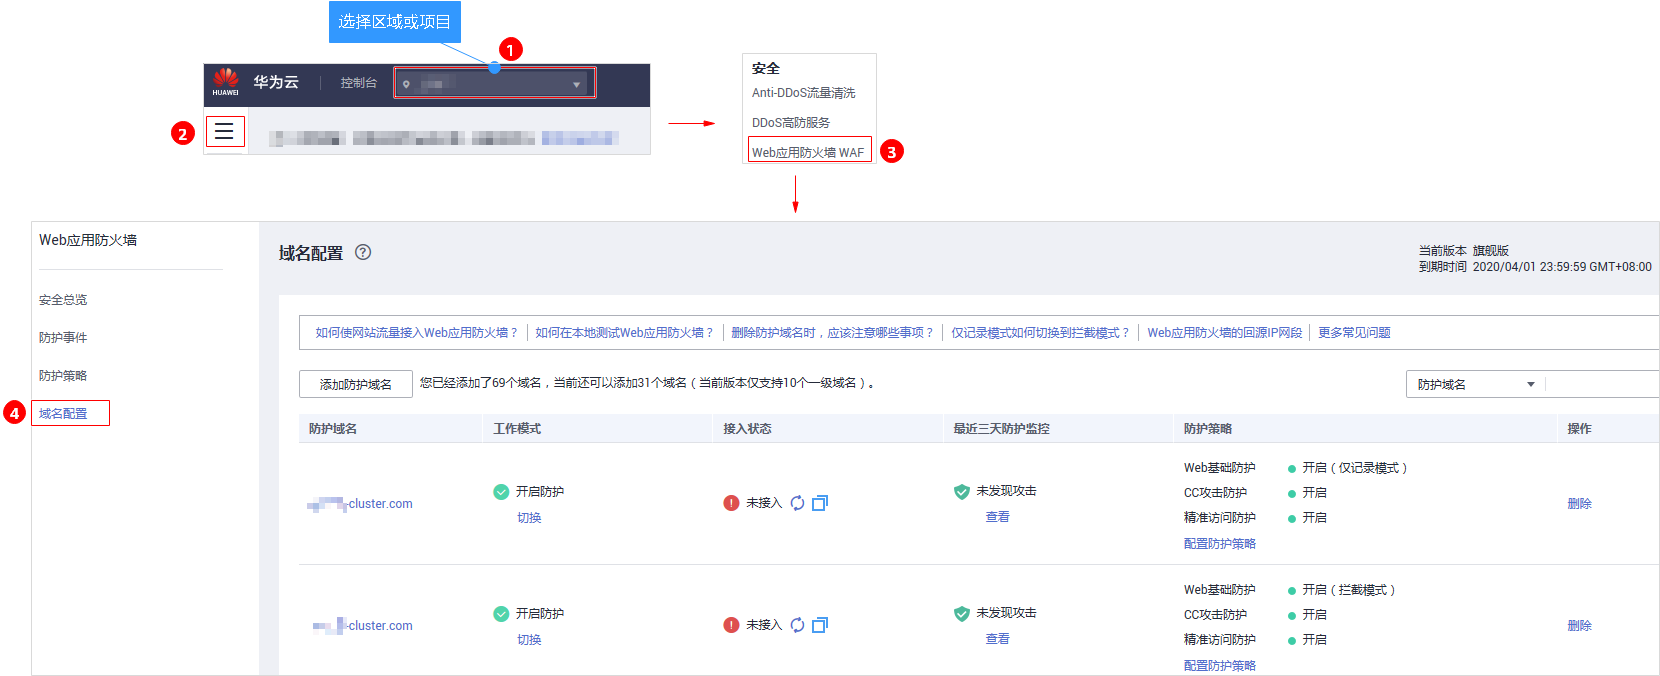 选择区域或项目
1
HUAWEI
华为云
控制台
2
安全
Anti-DDoS流量清洗
DDoS高防服务
Web应用防火墙 WAF
3
Web应用防火墙
安全总览
防护事件
防护策略
4
域名配置
域名配置 ?
当前版本 旗舰版
到期时间 2020/04/01 23:59:59 GMT+08:00
如何使网站流量接入Web应用防火墙？ 如何在本地测试Web应用防火墙？ 删除防护域名时，应该注意哪些事项？ 仅记录模式如何切换到拦截模式？ Web应用防火墙的回源IP网段 更多常见问题
添加防护域名 您已经添加了69个域名，当前还可以添加31个域名（当前版本仅支持10个一级域名）。 防护域名
防护域名 工作模式 接入状态 最近三天防护监控 防护策略 操作
-cluster.com
开启防护
切换
! 未接入
未发现攻击
查看
Web基础防护 开启（仅记录模式）
CC攻击防护 开启
精准访问防护 开启
配置防护策略
删除
-cluster.com
开启防护
切换
! 未接入
未发现攻击
查看
Web基础防护 开启（拦截模式）
CC攻击防护 开启
精准访问防护 开启
配置防护策略
删除